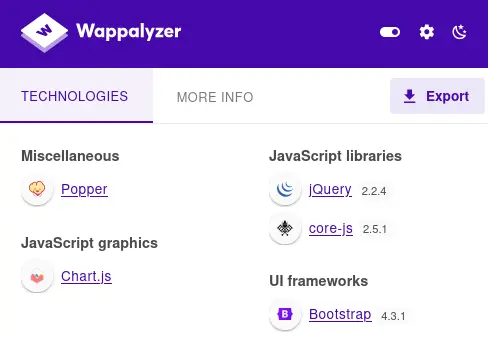 Wappalyzer
TECHNOLOGIES
MORE INFO
Export
Miscellaneous
Popper
JavaScript graphics
Chart.js
JavaScript libraries
jQuery 2.2.4
core-js 2.5.1
UI frameworks
Bootstrap 4.3.1